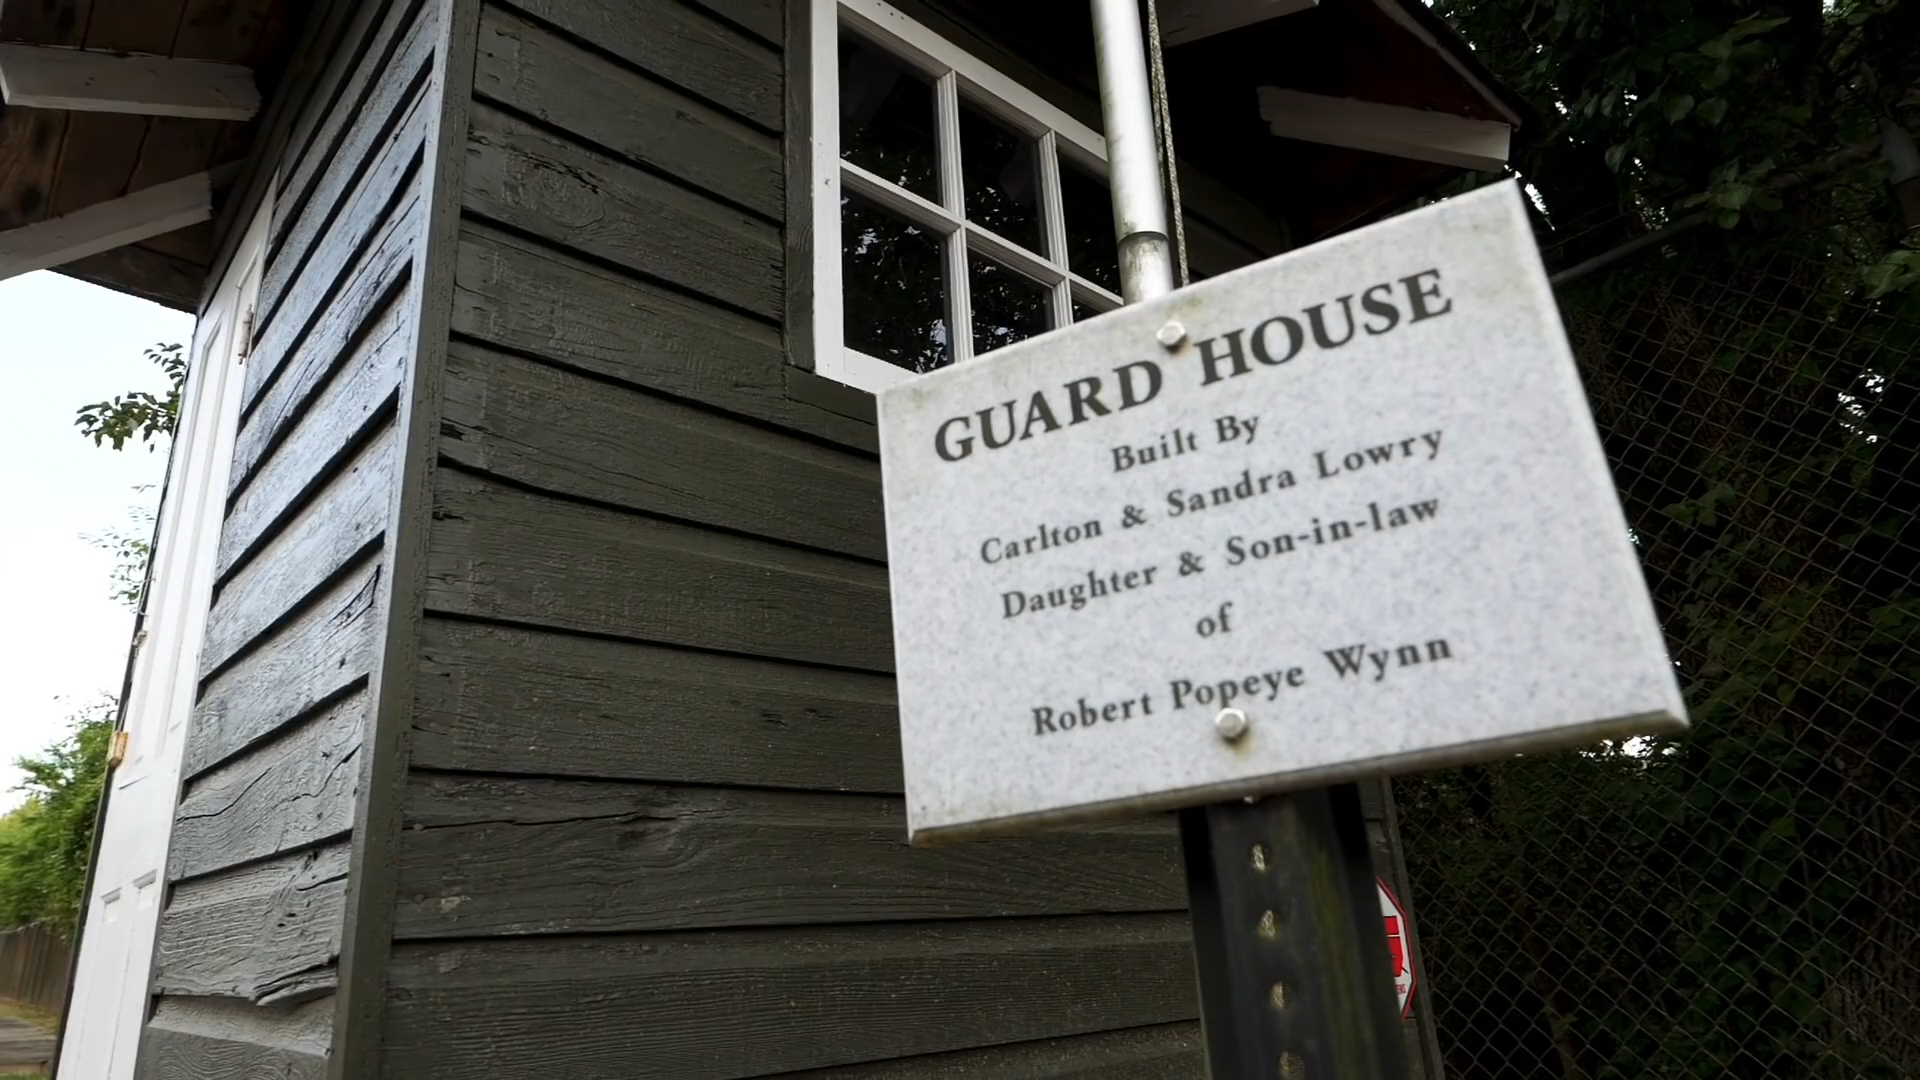 GUARD HOUSE
Built By
Carlton & Sandra Lowry
Daughter & Son-in-law
of
Robert Popeye Wynn